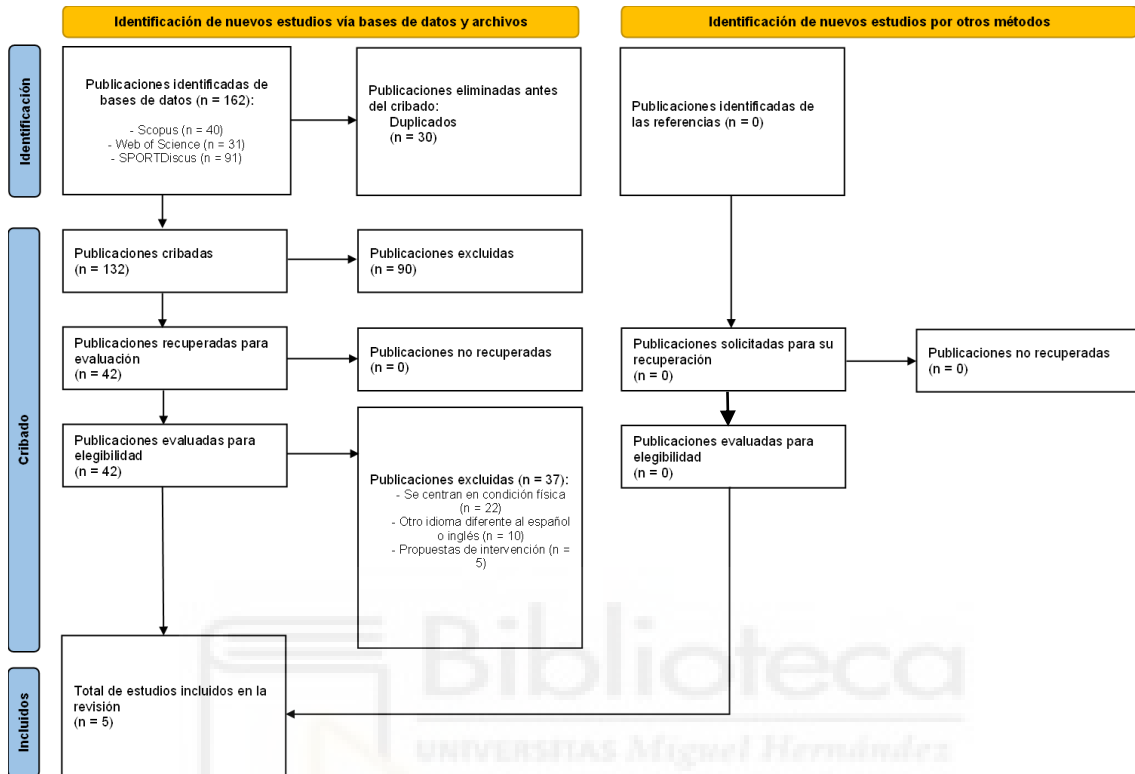 Identificación de nuevos estudios vía bases de datos y archivos
Identificación de nuevos estudios por otros métodos
Identificación
Publicaciones identificadas de
bases de datos (n = 162):
- Scopus (n = 40)
- Web of Science (n = 31)
- SPORTDiscus (n = 91)
Publicaciones eliminadas antes
del cribado:
Duplicados
(n = 30)
Publicaciones identificadas de
las referencias (n = 0)
Cribado
Publicaciones cribadas
(n = 132)
Publicaciones excluidas
(n = 90)
Publicaciones recuperadas para
evaluación
(n = 42)
Publicaciones no recuperadas
(n = 0)
Publicaciones solicitadas para su
recuperación
(n = 0)
Publicaciones no recuperadas
(n = 0)
Publicaciones evaluadas para
elegibilidad
(n = 42)
Publicaciones excluidas (n = 37):
- Se centran en condición física
(n = 22)
- Otro idioma diferente al español
o inglés (n = 10)
- Propuestas de intervención (n =
5)
Publicaciones evaluadas para
elegibilidad
(n = 0)
Incluidos
Total de estudios incluidos en la
revisión
(n = 5)
Biblioteca
UNIVERSITAS Miguel Hernández